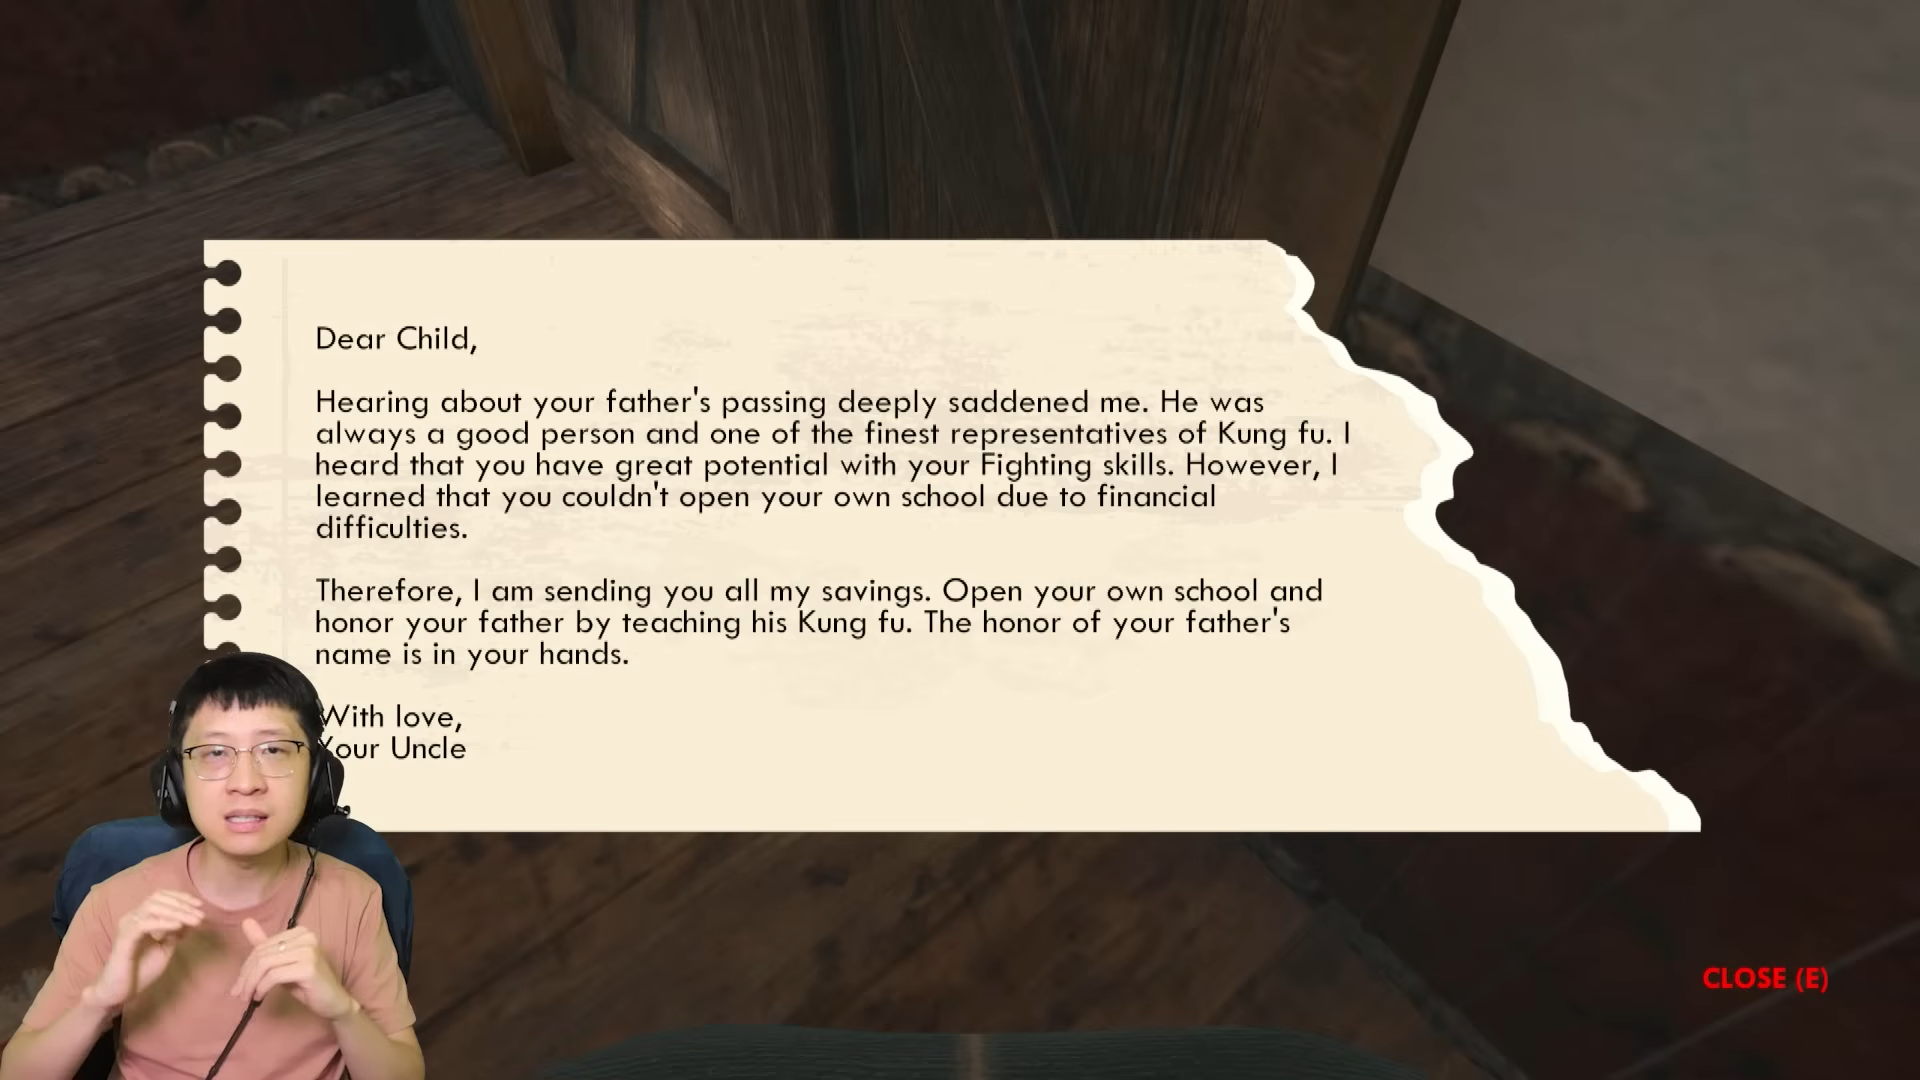 Dear Child,
Hearing about your father's passing deeply saddened me. He was
always a good person and one of the finest representatives of Kung fu. I
heard that you have great potential with your Fighting skills. However, I
learned that you couldn't open your own school due to financial
difficulties.
Therefore, I am sending you all my savings. Open your own school and
honor your father by teaching his Kung fu. The honor of your father's
name is in your hands.
With love,
Your Uncle
CLOSE (E)